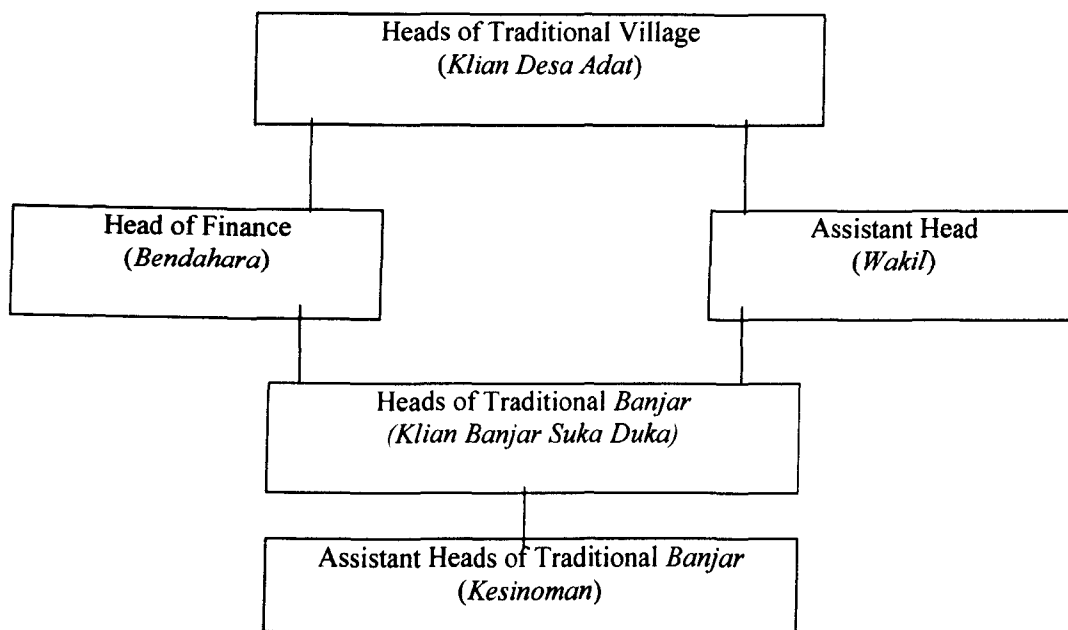 Heads of Traditional Village
(Klian Desa Adat)
Head of Finance
(Bendahara)
Assistant Head
(Wakil)
Heads of Traditional Banjar
(Klian Banjar Suka Duka)
Assistant Heads of Traditional Banjar
(Kesinoman)